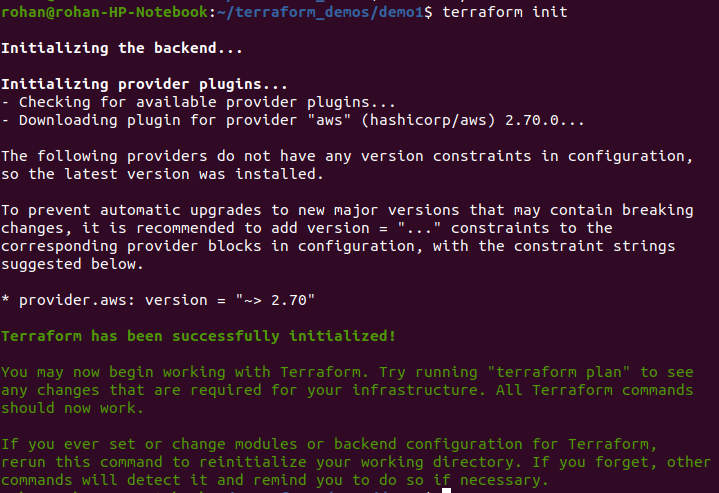 rohan@rohan-HP-Notebook:~/terraform_demos/demo1$ terraform init
Initializing the backend...
Initializing provider plugins...
- Checking for available provider plugins...
- Downloading plugin for provider "aws" (hashicorp/aws) 2.70.0...
The following providers do not have any version constraints in configuration,
so the latest version was installed.
To prevent automatic upgrades to new major versions that may contain breaking
changes, it is recommended to add version = "..." constraints to the
corresponding provider blocks in configuration, with the constraint strings
suggested below.
* provider.aws: version = "~> 2.70"
Terraform has been successfully initialized!
You may now begin working with Terraform. Try running "terraform plan" to see
any changes that are required for your infrastructure. All Terraform commands
should now work.
If you ever set or change modules or backend configuration for Terraform,
rerun this command to reinitialize your working directory. If you forget, other
commands will detect it and remind you to do so if necessary.